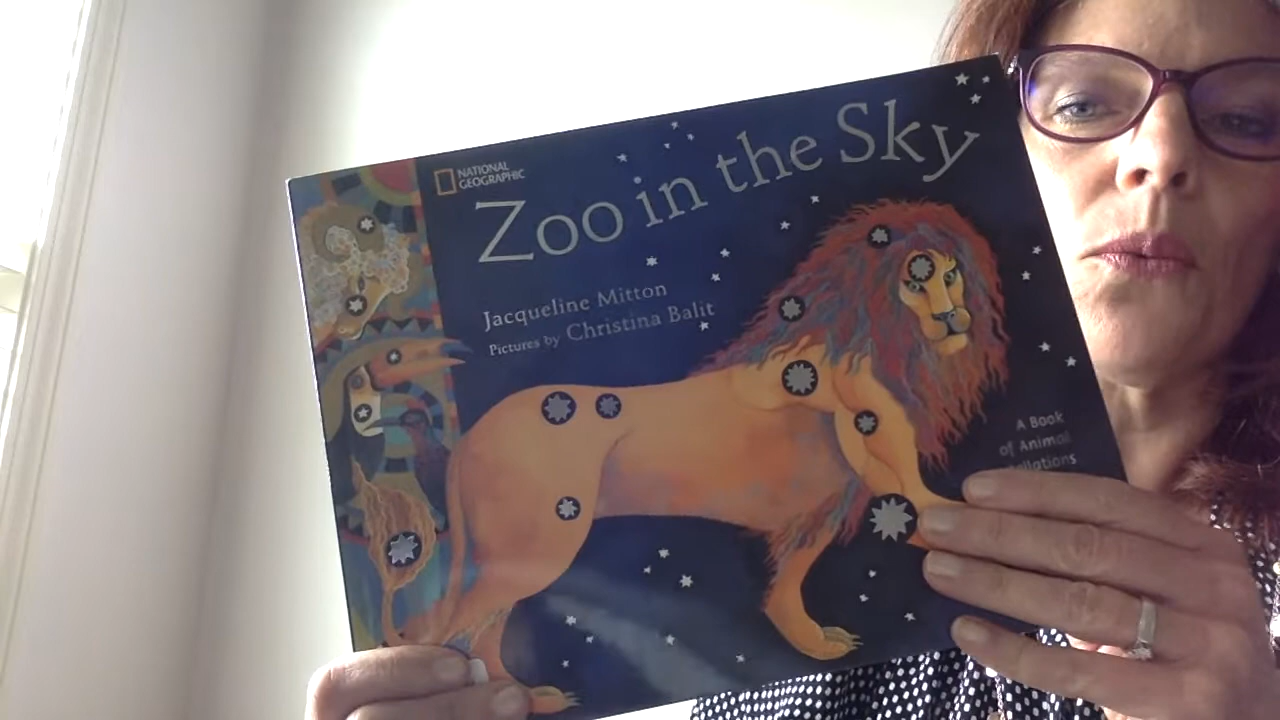 NATIONAL
GEOGRAPHIC
Zoo in the Sky
Jacqueline Mitton
Pictures by Christina Balit
A Book
of Animal